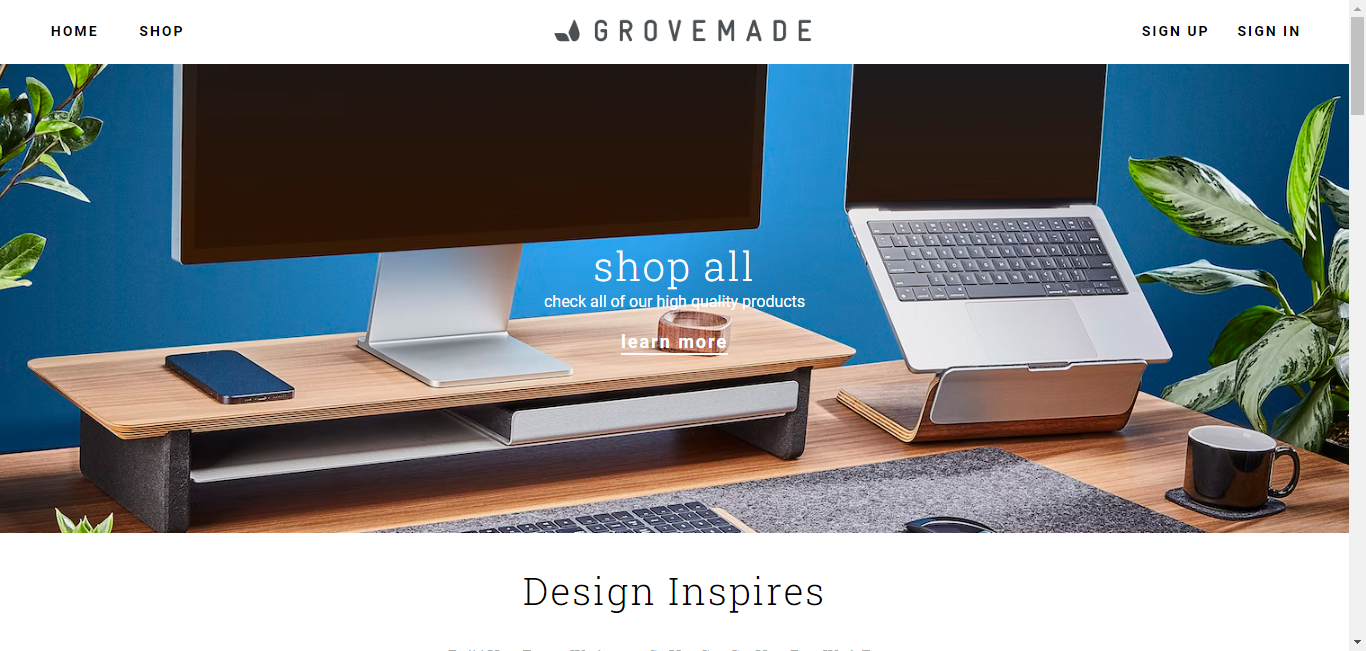 HOME SHOP GROVEMADE SIGN UP SIGN IN
shop all
check all of our high quality products
learn more
Design Inspires